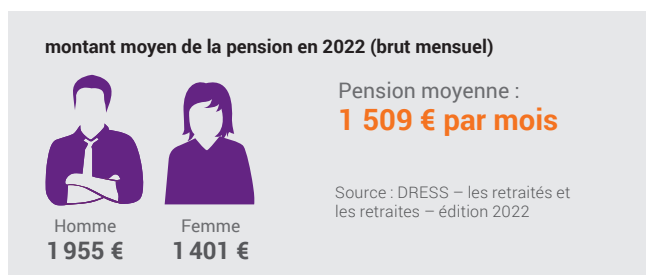 montant moyen de la pension en 2022 (brut mensuel)
Pension moyenne :
1 509 € par mois
Source : DRESS – les retraités et
les retraites – édition 2022
Homme
1 955 €
Femme
1 401 €